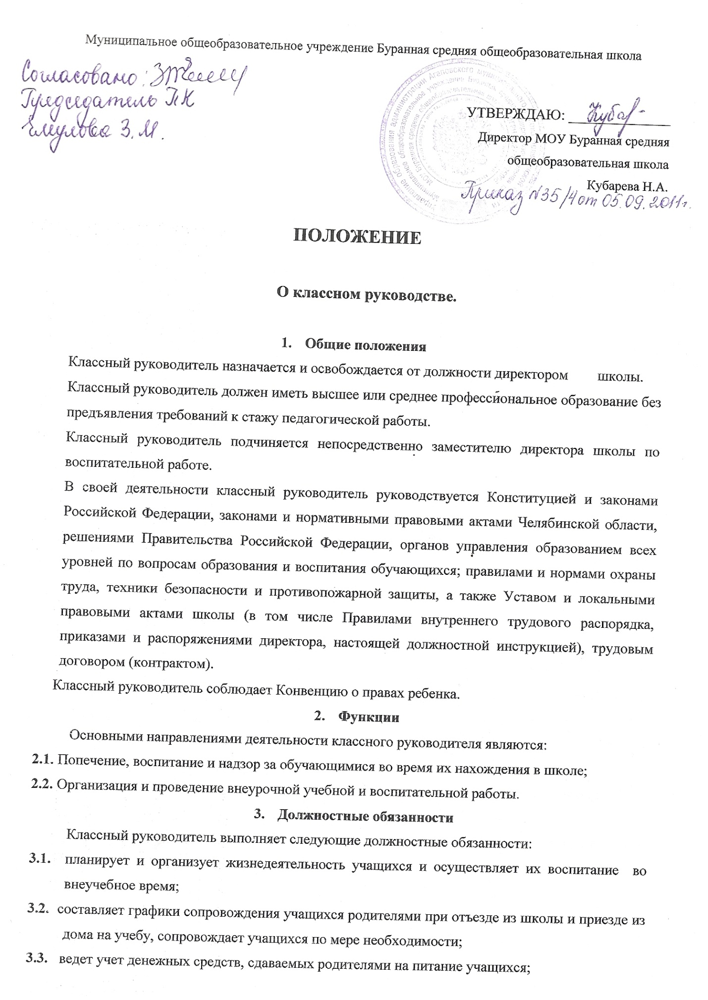 Муниципальное общеобразовательное учреждение Буранная средняя общеобразовательная школа
Согласовано:
Председатель ПК
Емулова З.М.
УТВЕРЖДАЮ:
Директор МОУ Буранная средняя
общеобразовательная школа
Кубарева Н.А.
Приказ №35/4 от 05.09.2011г.
ПОЛОЖЕНИЕ
О классном руководстве.
1. Общие положения
Классный руководитель назначается и освобождается от должности директором школы.
Классный руководитель должен иметь высшее или среднее профессиональное образование без
предъявления требований к стажу педагогической работы.
Классный руководитель подчиняется непосредственно заместителю директора школы по
воспитательной работе.
В своей деятельности классный руководитель руководствуется Конституцией и законами
Российской Федерации, законами и нормативными правовыми актами Челябинской области,
решениями Правительства Российской Федерации, органов управления образованием всех
уровней по вопросам образования и воспитания обучающихся; правилами и нормами охраны
труда, техники безопасности и противопожарной защиты, а также Уставом и локальными
правовыми актами школы (в том числе Правилами внутреннего трудового распорядка,
приказами и распоряжениями директора, настоящей должностной инструкцией), трудовым
договором (контрактом).
Классный руководитель соблюдает Конвенцию о правах ребенка.
2. Функции
Основными направлениями деятельности классного руководителя являются:
2.1. Попечение, воспитание и надзор за обучающимися во время их нахождения в школе;
2.2. Организация и проведение внеурочной учебной и воспитательной работы.
3. Должностные обязанности
Классный руководитель выполняет следующие должностные обязанности:
3.1. планирует и организует жизнедеятельность учащихся и осуществляет их воспитание во
внеучебное время;
3.2. составляет графики сопровождения учащихся родителями при отъезде из школы и приезде из
дома на учебу, сопровождает учащихся по мере необходимости;
3.3. ведет учет денежных средств, сдаваемых родителями на питание учащихся;